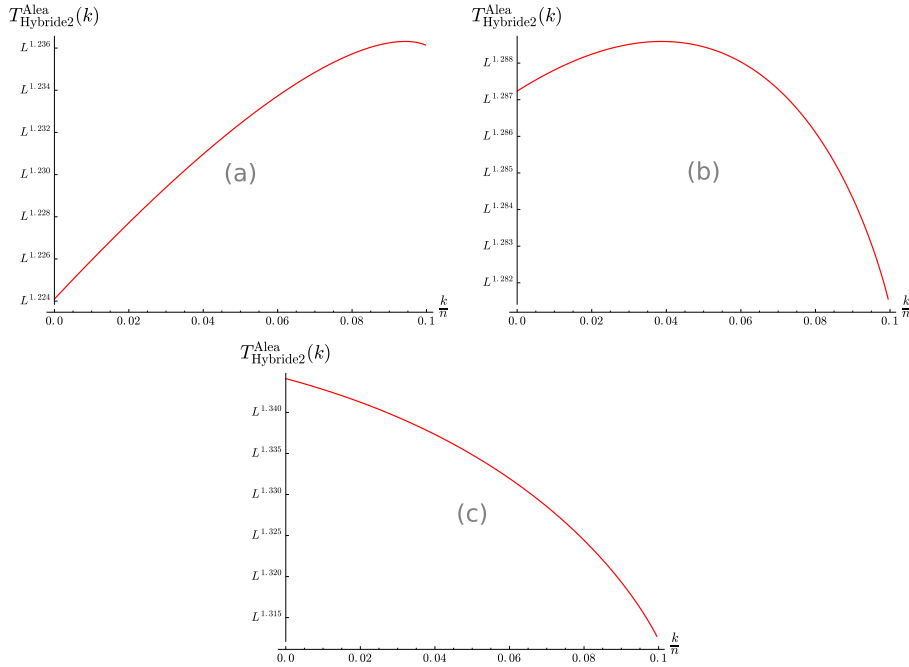 T^Alea_Hybride2(k)
L^1.236
L^1.234
L^1.232
L^1.230
L^1.228
L^1.226
L^1.224
(a)
0.0 0.02 0.04 0.06 0.08 0.1
k/n
T^Alea_Hybride2(k)
L^1.288
L^1.287
L^1.286
L^1.285
L^1.284
L^1.283
L^1.282
(b)
0.0 0.02 0.04 0.06 0.08 0.1
k/n
T^Alea_Hybride2(k)
L^1.340
L^1.335
L^1.330
L^1.325
L^1.320
L^1.315
(c)
0.0 0.02 0.04 0.06 0.08 0.1
k/n